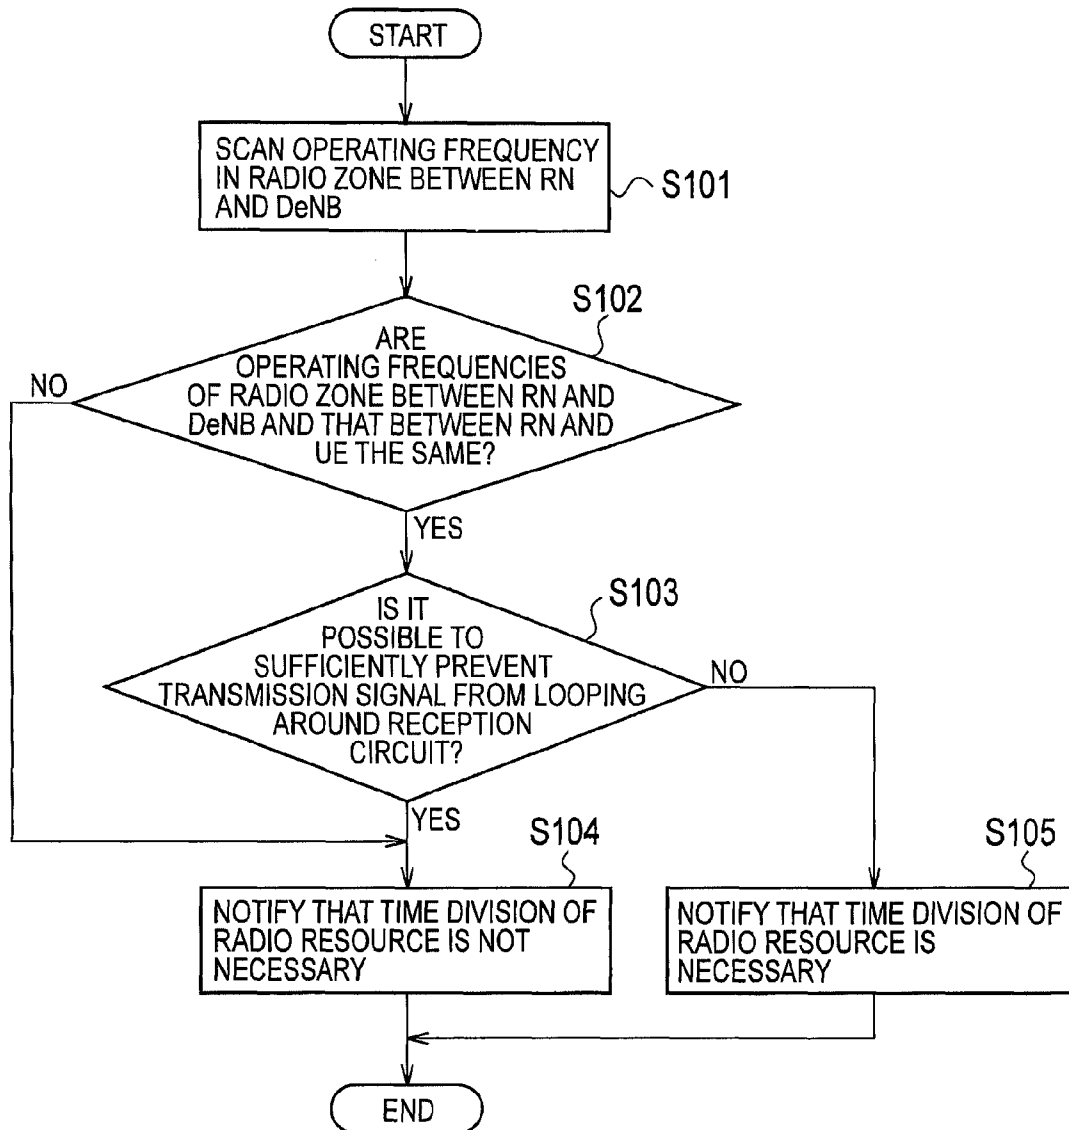 START
SCAN OPERATING FREQUENCY
IN RADIO ZONE BETWEEN RN
AND DeNB
S101
S102
ARE
OPERATING FREQUENCIES
OF RADIO ZONE BETWEEN RN AND
DeNB AND THAT BETWEEN RN AND
UE THE SAME?
NO
YES
S103
IS IT
POSSIBLE TO
SUFFICIENTLY PREVENT
TRANSMISSION SIGNAL FROM LOOPING
AROUND RECEPTION
CIRCUIT?
NO
YES
S104
NOTIFY THAT TIME DIVISION OF
RADIO RESOURCE IS NOT
NECESSARY
S105
NOTIFY THAT TIME DIVISION OF
RADIO RESOURCE IS
NECESSARY
END